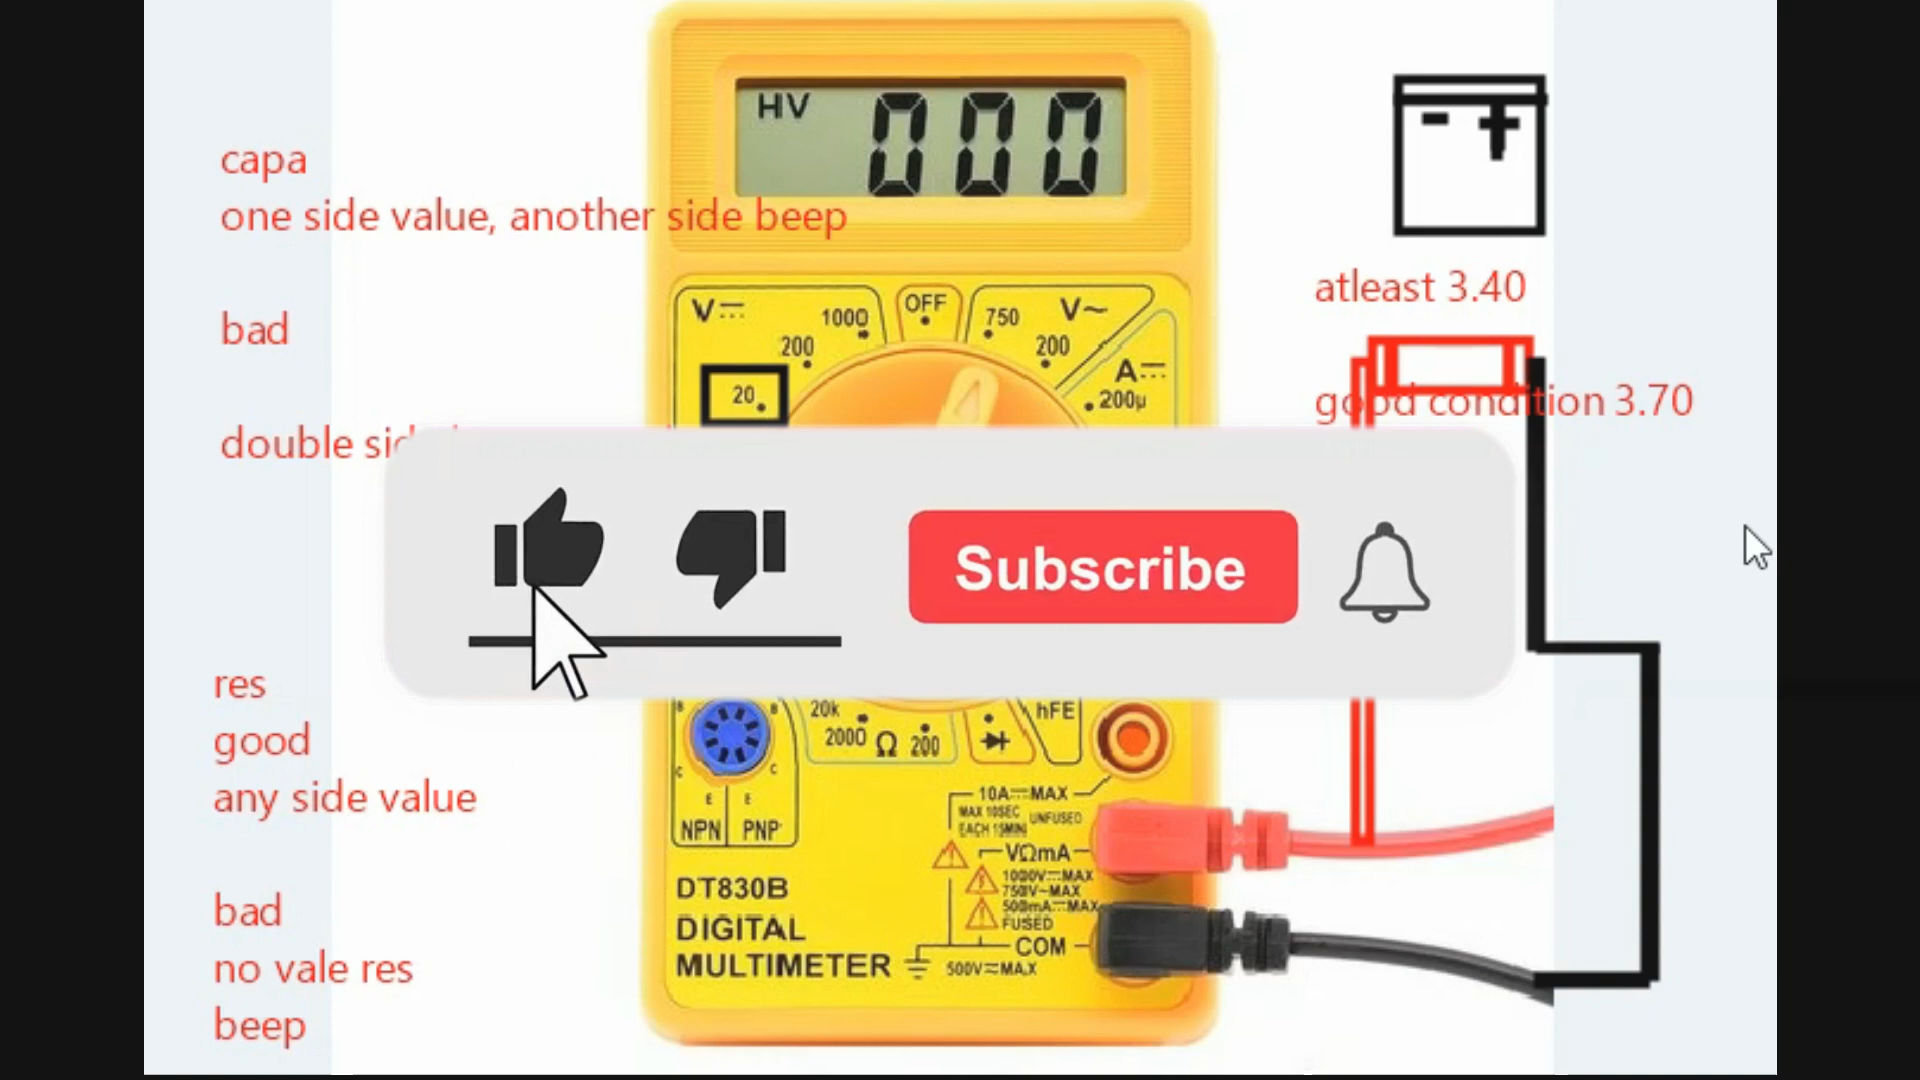 HV 000
capa
one side value, another side beep
bad
double sid
res
good
any side value
bad
no vale res
beep
atleast 3.40
good condition 3.70
V OFF V~
1000 750
200 200
A
20 200µ
Subscribe
20k hFE
2000 Ω 200
B B
C C
E E
NPN PNP
10A MAX
MAX 10SEC UNFUSED
EACH 15MIN
VΩmA
1000V MAX
750V~MAX
500mA MAX
FUSED
COM
500V MAX
DT830B
DIGITAL
MULTIMETER